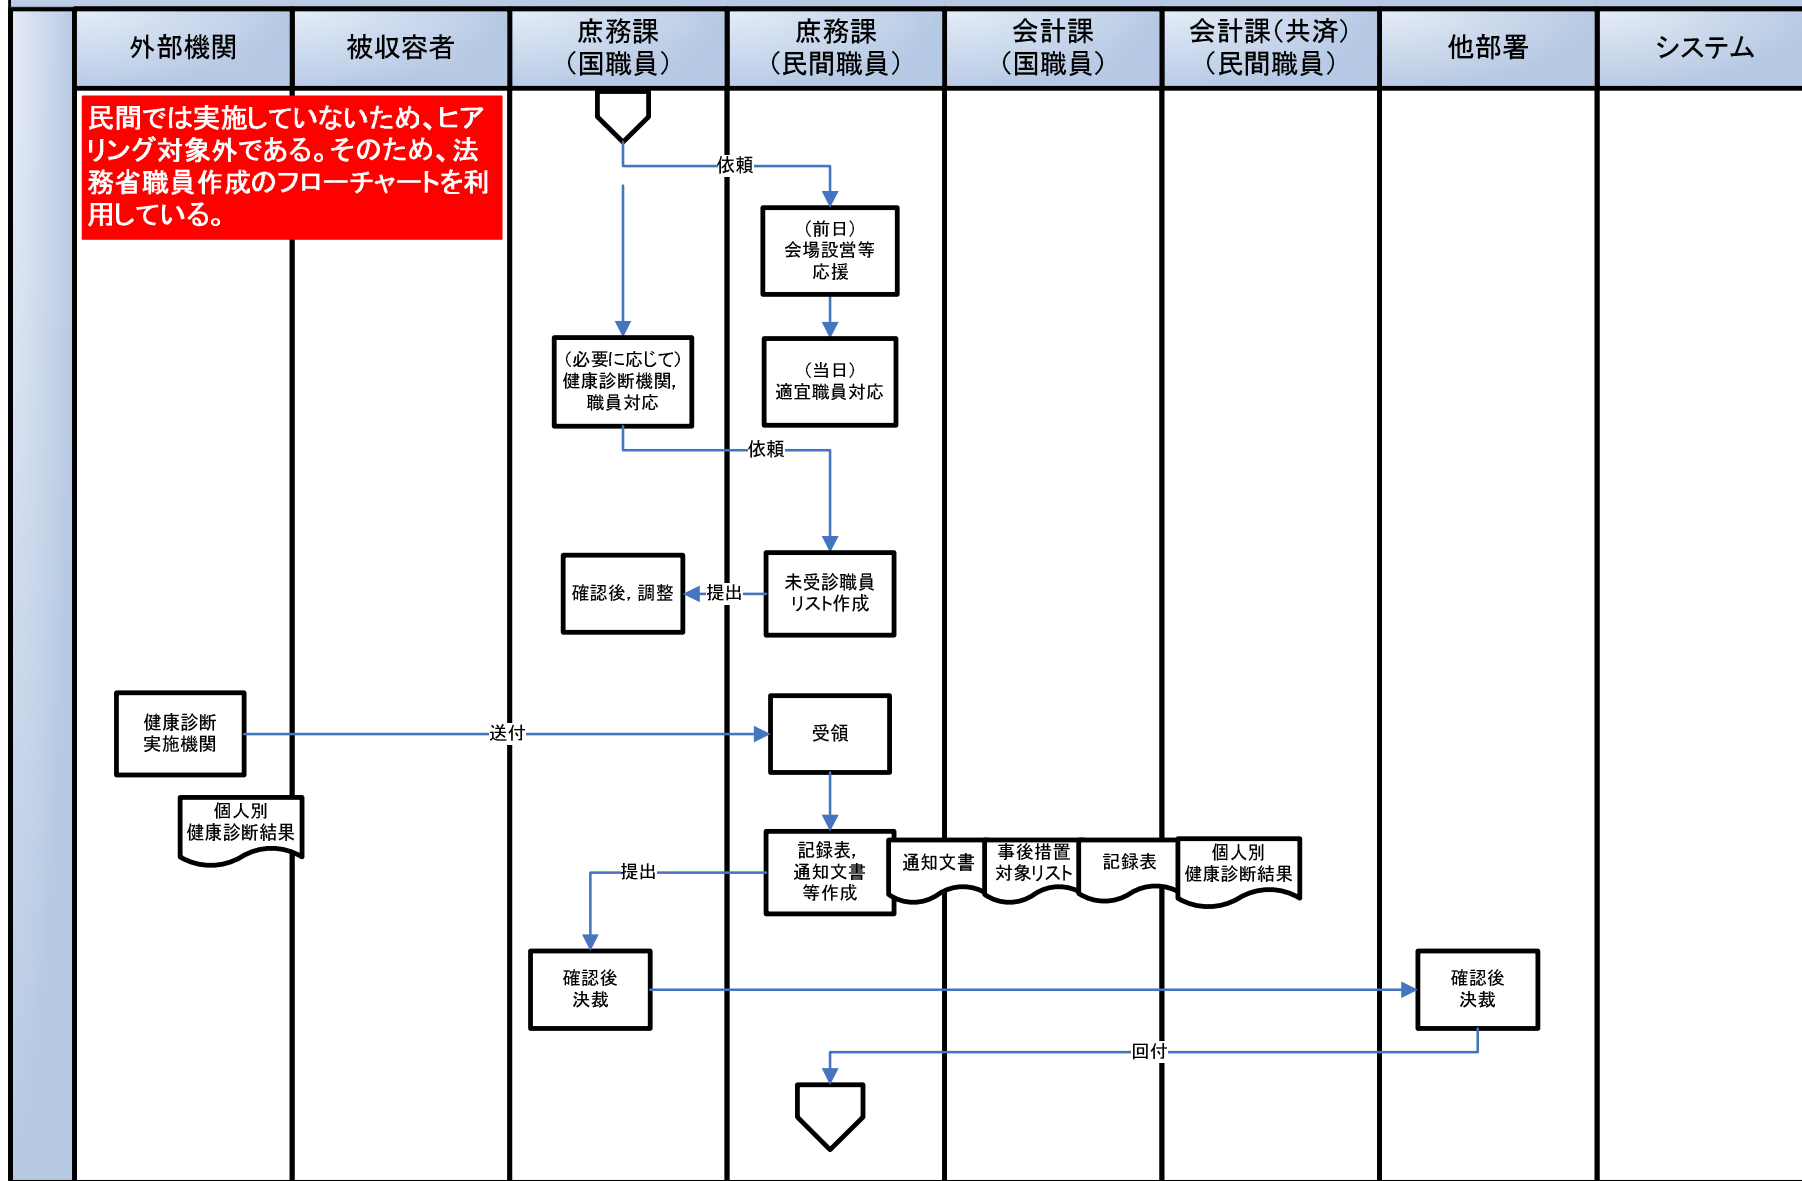 外部機関
被収容者
庶務課
（国職員）
庶務課
（民間職員）
会計課
（国職員）
会計課（共済）
（民間職員）
他部署
システム
民間では実施していないため、ヒア
リング対象外である。そのため、法
務省職員作成のフローチャートを利
用している。
依頼
（前日）
会場設営等
応援
（必要に応じて）
健康診断機関，
職員対応
（当日）
適宜職員対応
依頼
確認後，調整
提出
未受診職員
リスト作成
健康診断
実施機関
送付
受領
個人別
健康診断結果
提出
記録表，
通知文書
等作成
通知文書
事後措置
対象リスト
記録表
個人別
健康診断結果
確認後
決裁
確認後
決裁
回付